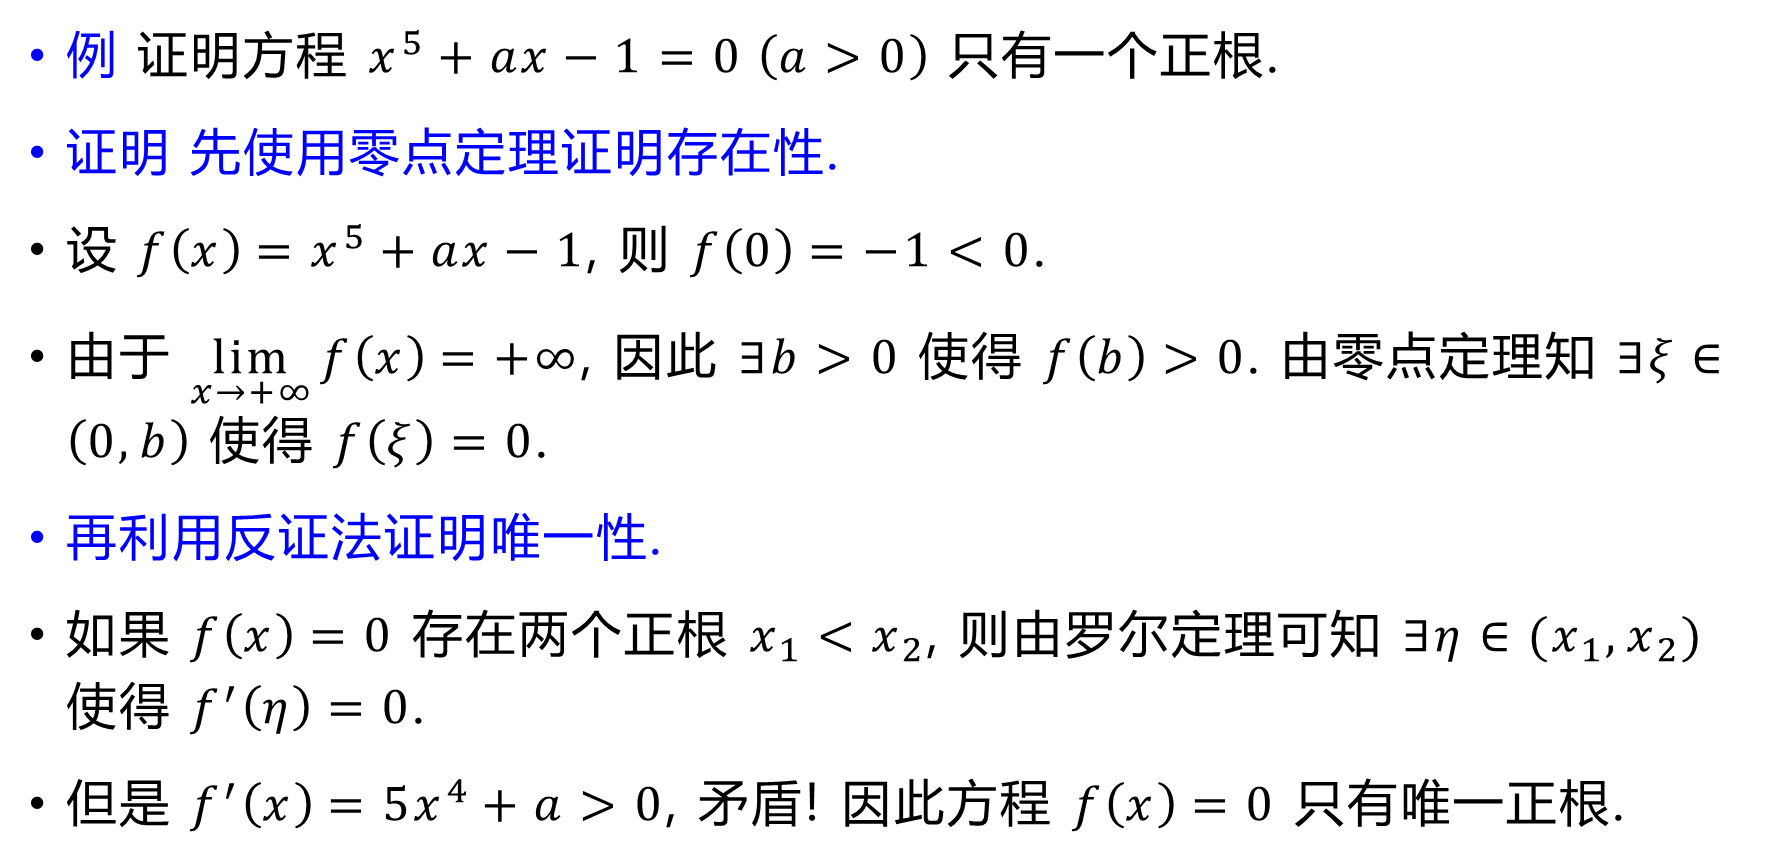 • 例 证明方程 x⁵ + ax − 1 = 0 (a > 0) 只有一个正根.
• 证明 先使用零点定理证明存在性.
• 设 f(x) = x⁵ + ax − 1, 则 f(0) = −1 < 0.
• 由于 lim_{x→+∞} f(x) = +∞, 因此 ∃b > 0 使得 f(b) > 0. 由零点定理知 ∃ξ ∈
(0, b) 使得 f(ξ) = 0.
• 再利用反证法证明唯一性.
• 如果 f(x) = 0 存在两个正根 x₁ < x₂, 则由罗尔定理可知 ∃η ∈ (x₁, x₂)
使得 f′(η) = 0.
• 但是 f′(x) = 5x⁴ + a > 0, 矛盾! 因此方程 f(x) = 0 只有唯一正根.